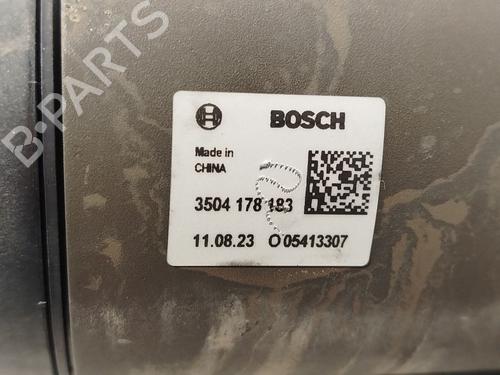 B-PARTS
BOSCH
Made in
CHINA
3504 178 183
11.08.23 O 05413307